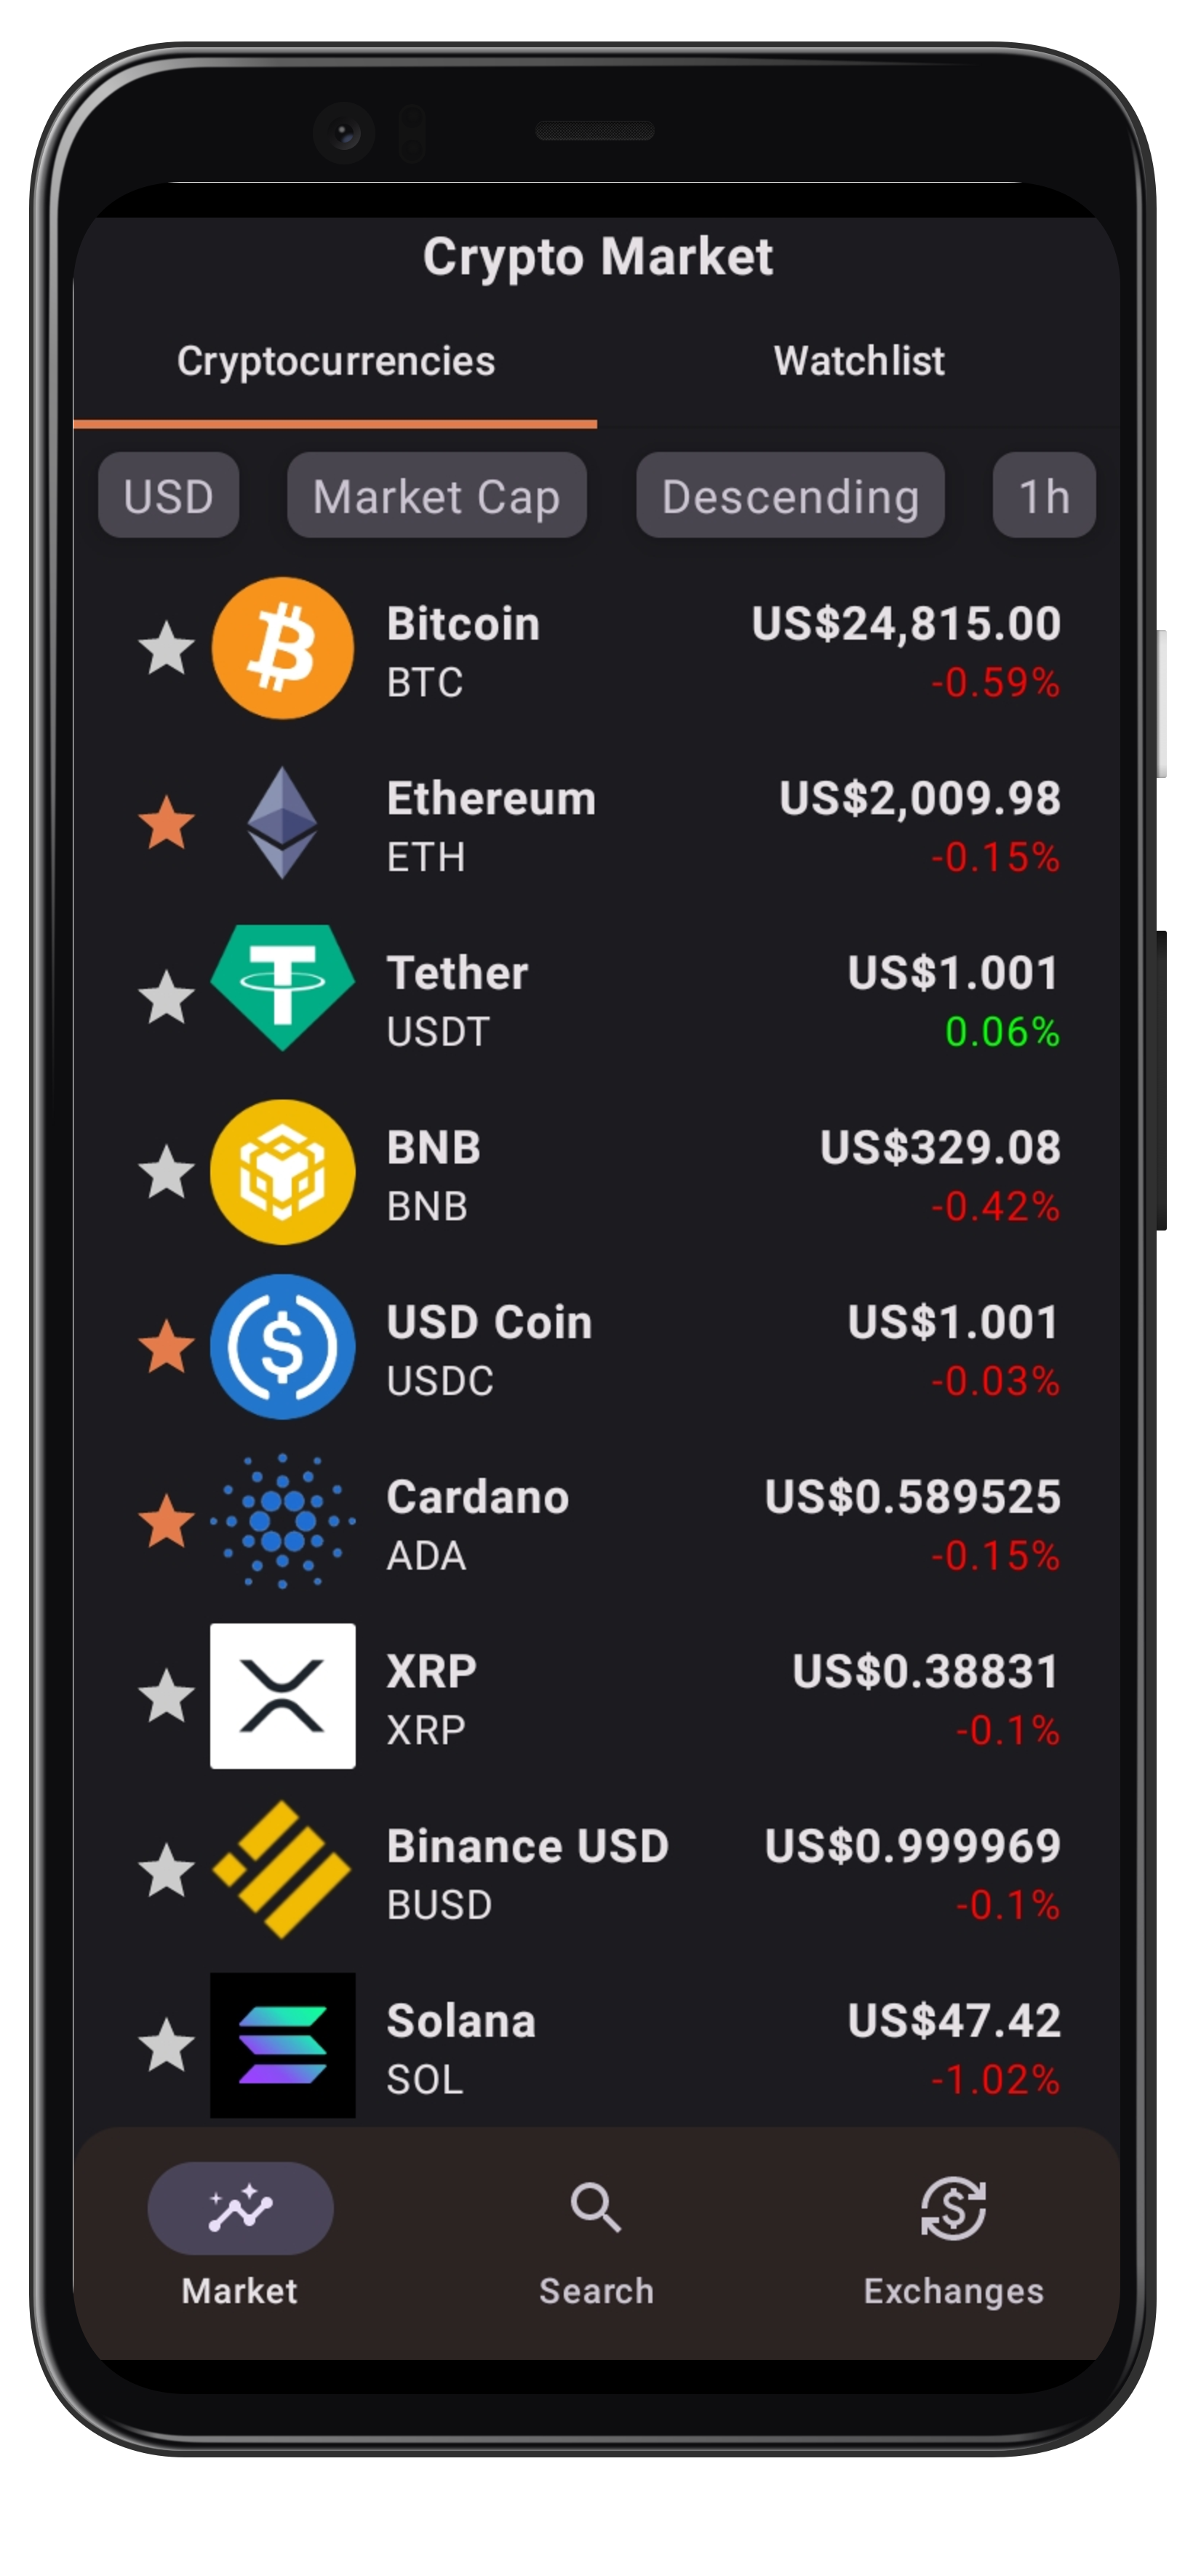 Crypto Market
Cryptocurrencies Watchlist
USD Market Cap Descending 1h
Bitcoin US$24,815.00
BTC -0.59%
Ethereum US$2,009.98
ETH -0.15%
Tether US$1.001
USDT 0.06%
BNB US$329.08
BNB -0.42%
USD Coin US$1.001
USDC -0.03%
Cardano US$0.589525
ADA -0.15%
XRP US$0.38831
XRP -0.1%
Binance USD US$0.999969
BUSD -0.1%
Solana US$47.42
SOL -1.02%
Market Search Exchanges